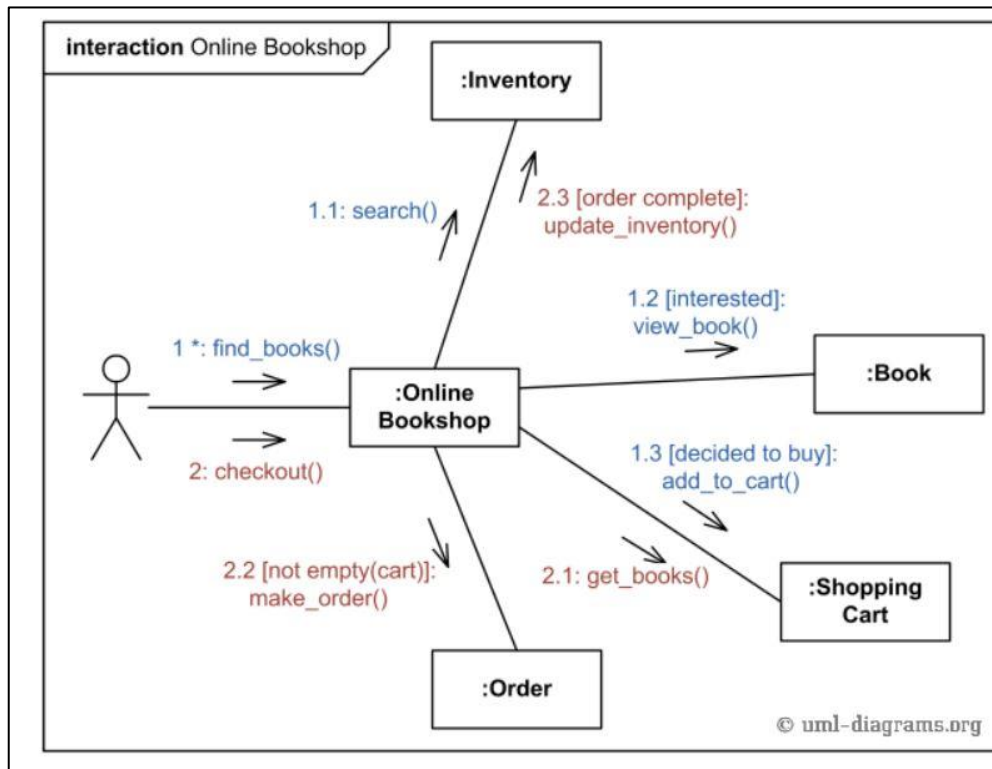 interaction Online Bookshop
:Inventory
1.1: search()
2.3 [order complete]:
update_inventory()
1.2 [interested]:
view_book()
1 *: find_books()
:Online
Bookshop
:Book
2: checkout()
1.3 [decided to buy]:
add_to_cart()
2.2 [not empty(cart)]:
make_order()
2.1: get_books()
:Shopping
Cart
:Order
© uml-diagrams.org